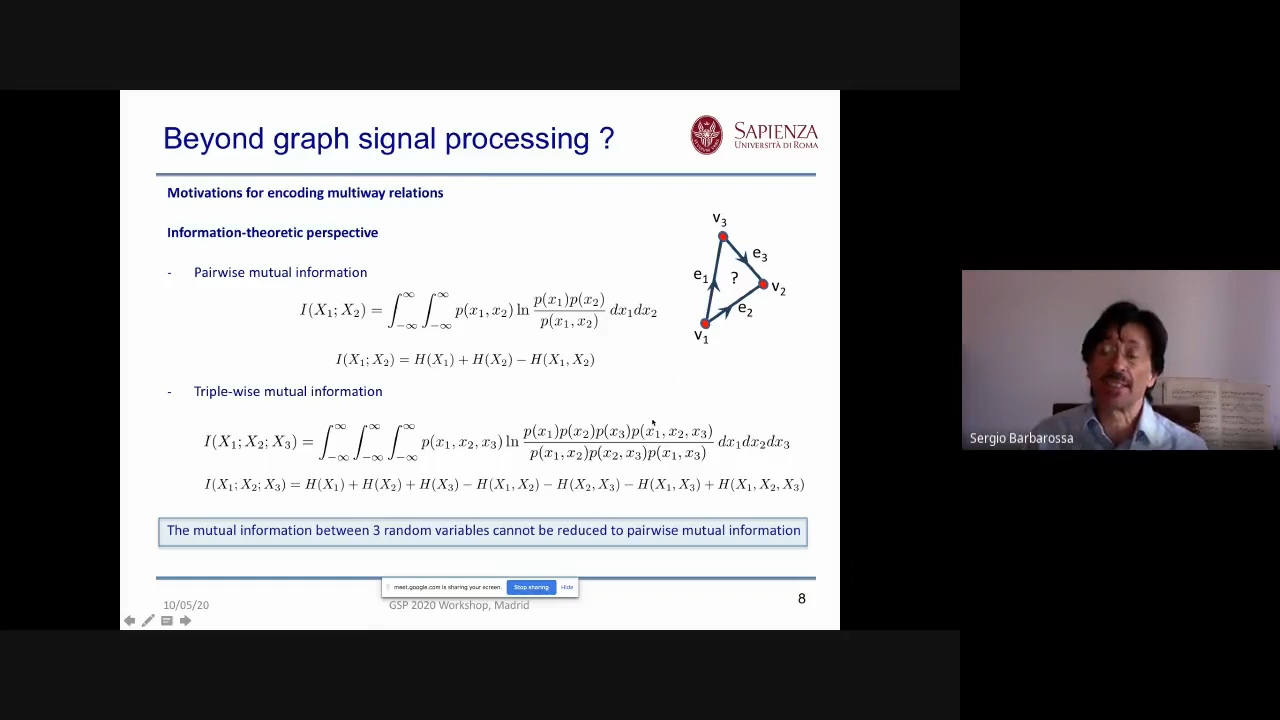 Beyond graph signal processing ?
SAPIENZA
UNIVERSITÀ DI ROMA
Motivations for encoding multiway relations
Information-theoretic perspective
- Pairwise mutual information
I(X₁; X₂) = ∫_{−∞}^{∞} ∫_{−∞}^{∞} p(x₁, x₂) ln \frac{p(x₁)p(x₂)}{p(x₁, x₂)} dx₁dx₂
I(X₁; X₂) = H(X₁) + H(X₂) − H(X₁, X₂)
v₃
e₃
e₁
?
v₂
e₂
v₁
- Triple-wise mutual information
I(X₁; X₂; X₃) = ∫_{−∞}^{∞} ∫_{−∞}^{∞} ∫_{−∞}^{∞} p(x₁, x₂, x₃) ln \frac{p(x₁)p(x₂)p(x₃)p(x₁, x₂, x₃)}{p(x₁, x₂)p(x₂, x₃)p(x₁, x₃)} dx₁dx₂dx₃
I(X₁; X₂; X₃) = H(X₁) + H(X₂) + H(X₃) − H(X₁, X₂) − H(X₂, X₃) − H(X₁, X₃) + H(X₁, X₂, X₃)
The mutual information between 3 random variables cannot be reduced to pairwise mutual information
meet.google.com is sharing your screen. Stop sharing Hide
10/05/20 GSP 2020 Workshop, Madrid 8
Sergio Barbarossa